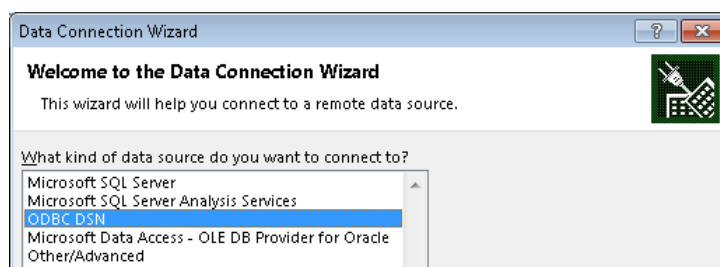 Data Connection Wizard
Welcome to the Data Connection Wizard
This wizard will help you connect to a remote data source.
What kind of data source do you want to connect to?
Microsoft SQL Server
Microsoft SQL Server Analysis Services
ODBC DSN
Microsoft Data Access - OLE DB Provider for Oracle
Other/Advanced